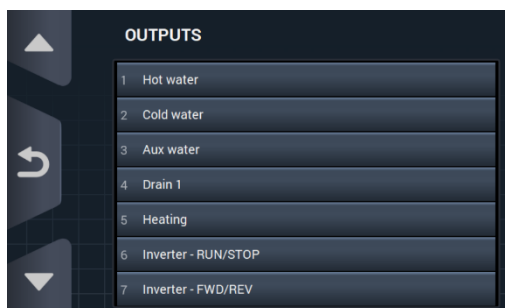 OUTPUTS
1 Hot water
2 Cold water
3 Aux water
4 Drain 1
5 Heating
6 Inverter - RUN/STOP
7 Inverter - FWD/REV